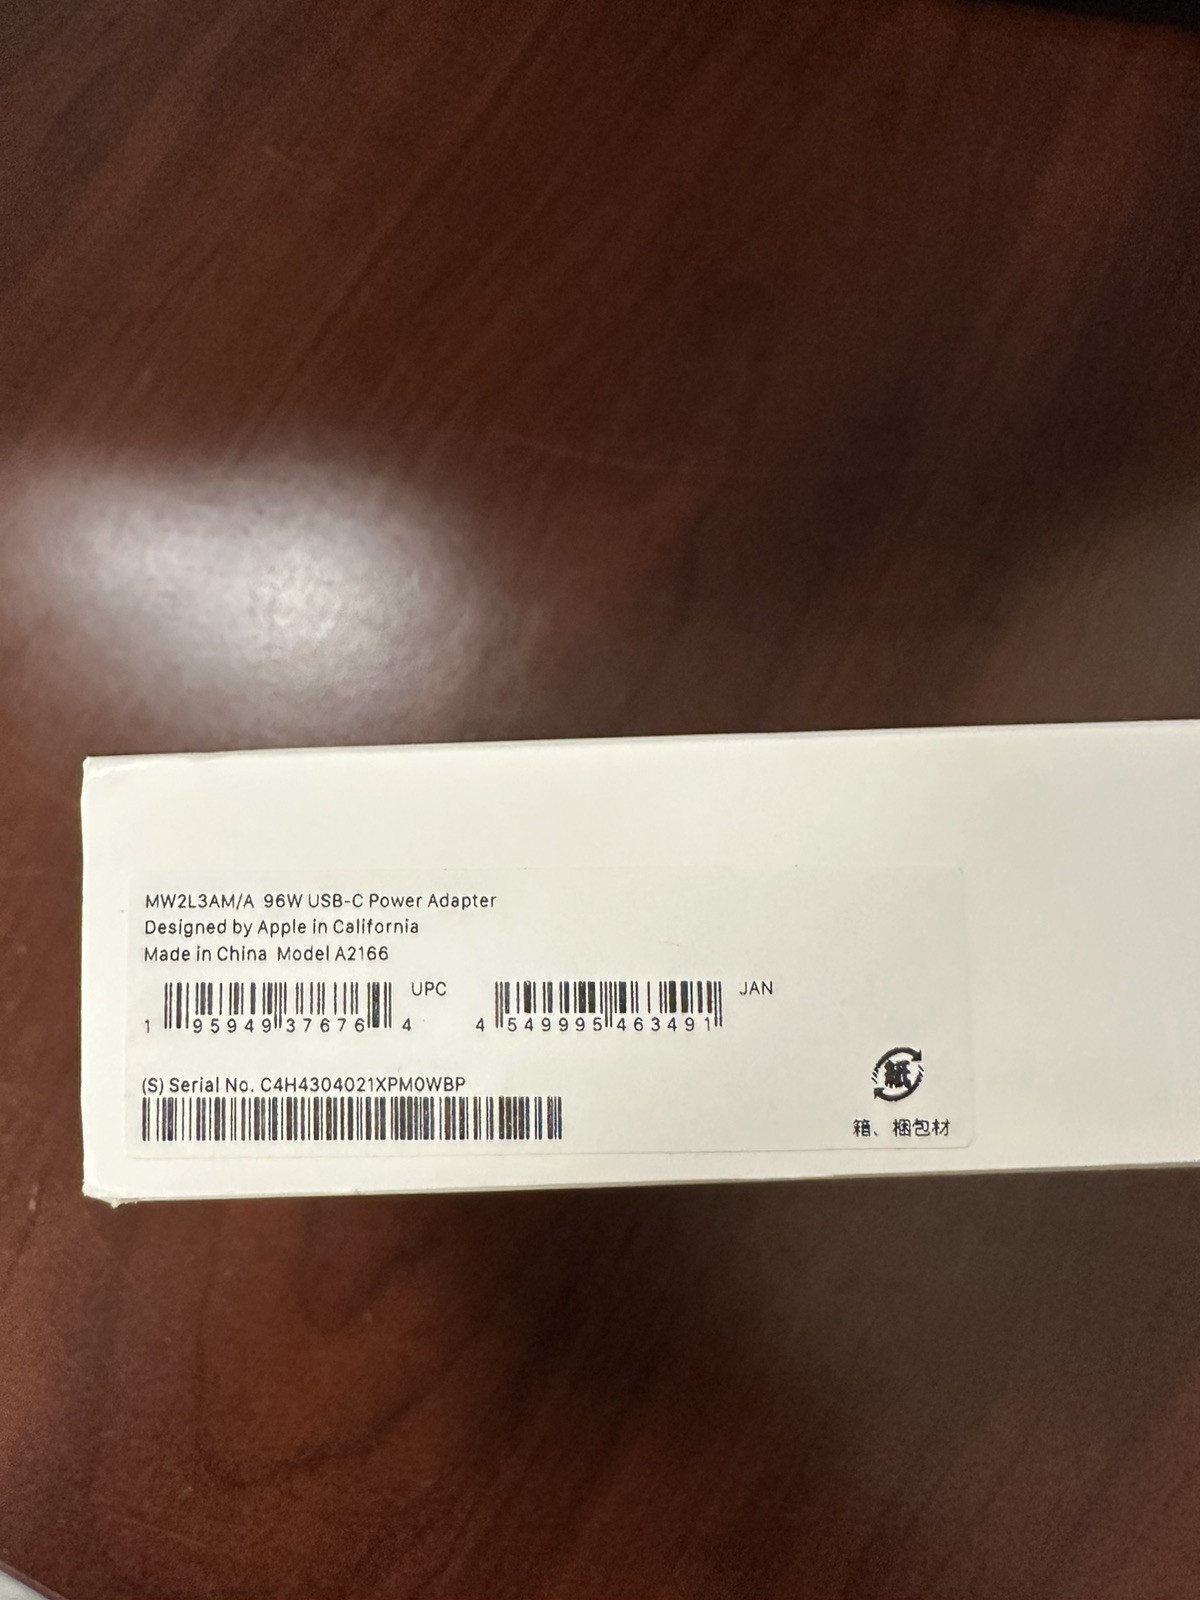 MW2L3AM/A 96W USB-C Power Adapter
Designed by Apple in California
Made in China Model A2166
UPC
1 95949 37676 4
JAN
4 549995 463491
(S) Serial No. C4H4304021XPM0WBP
紙
箱、梱包材